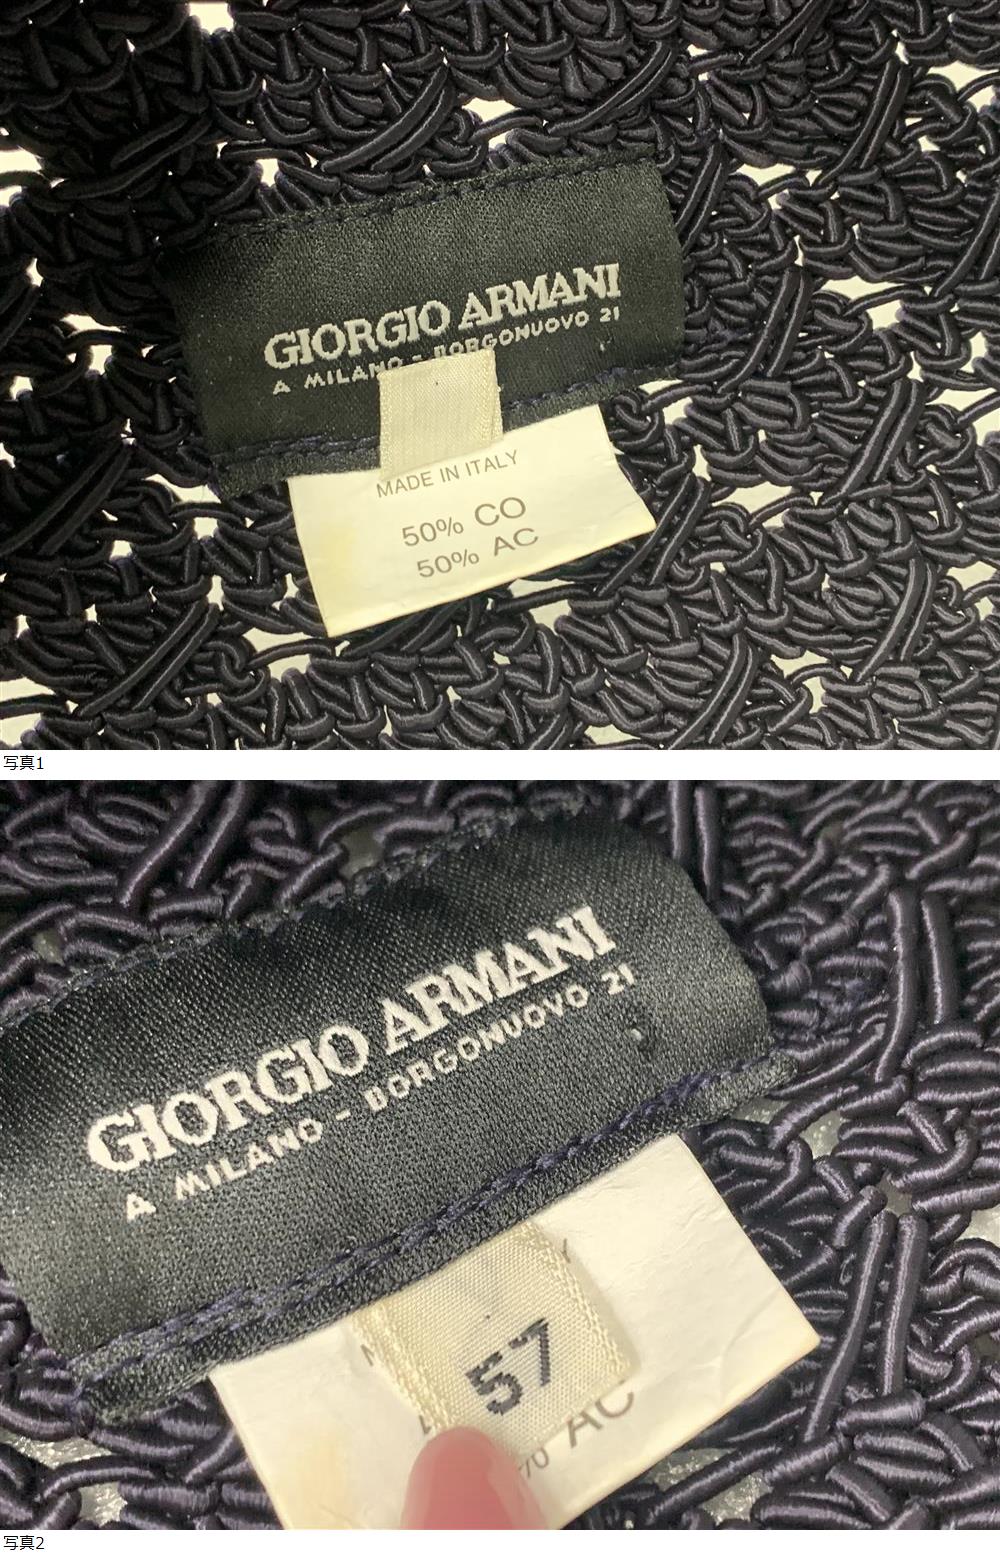 GIORGIO ARMANI
A MILANO - BORGONUOVO 21
MADE IN ITALY
50% CO
50% AC
写真1
GIORGIO ARMANI
A MILANO - BORGONUOVO 21
57
% AC
写真2